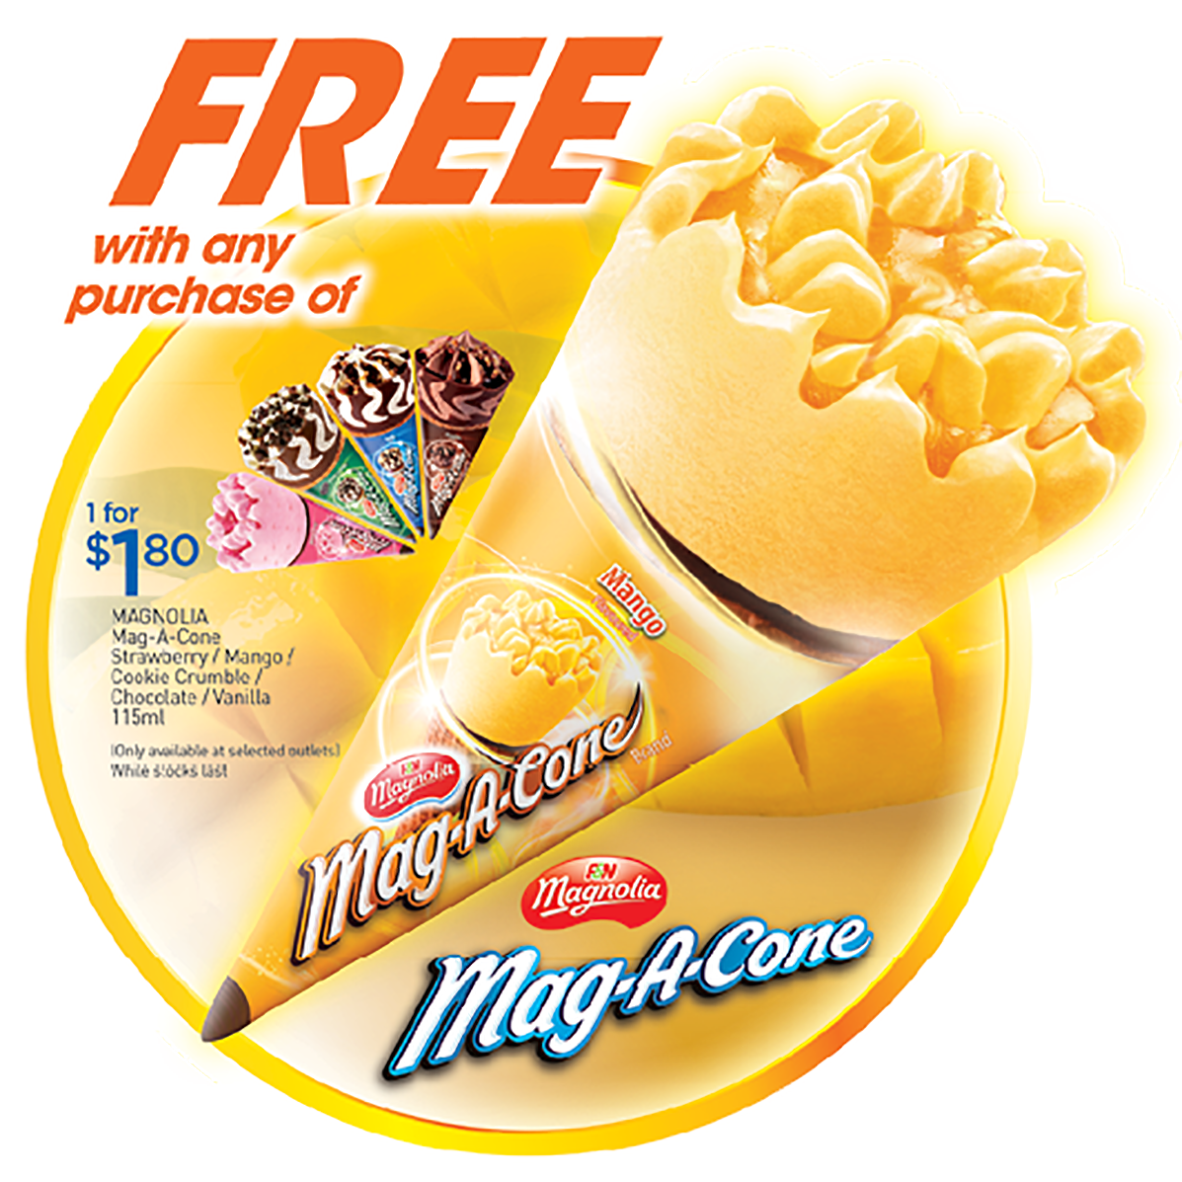 FREE
with any
purchase of
1 for
$180
MAGNOLIA
Mag-A-Cone
Strawberry / Mango /
Cookie Crumble /
Chocolate / Vanilla
115ml
(Only available at selected outlets)
While stocks last
Mango
Flavoured
F&N
Magnolia
Mag-A-Cone
Brand
F&N
Magnolia
Mag-A-Cone